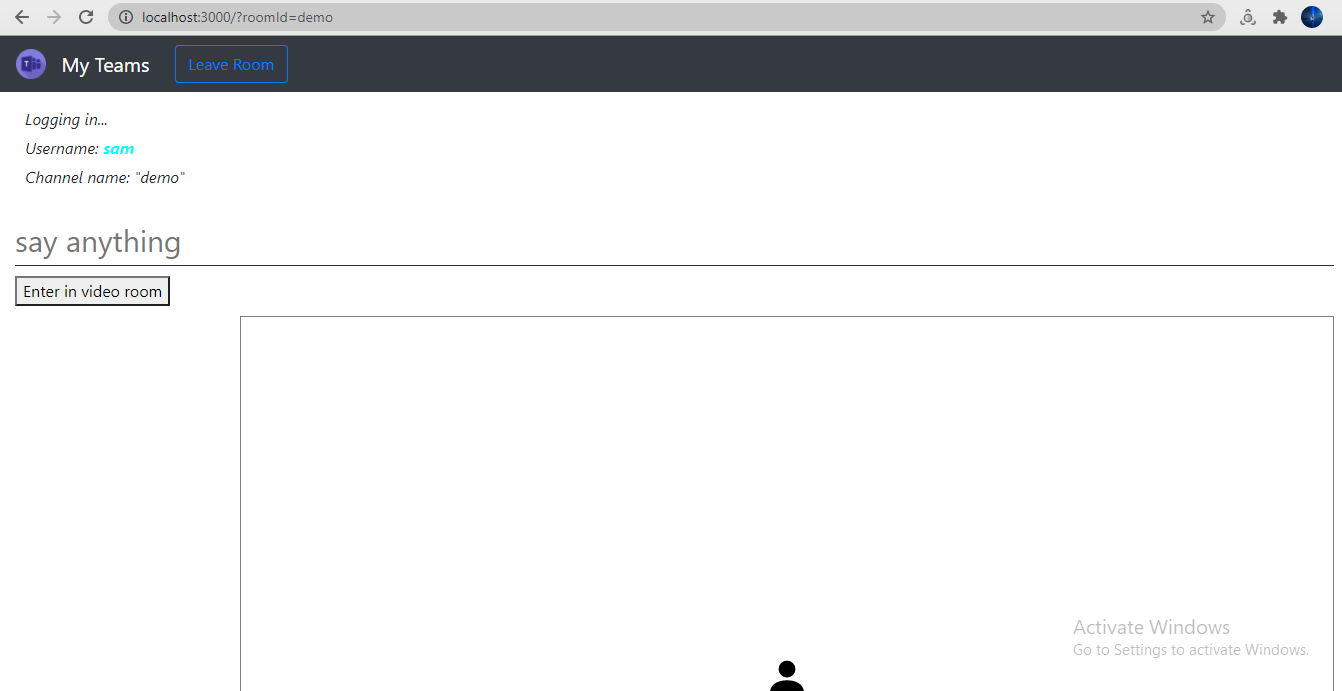 localhost:3000/?roomId=demo
My Teams
Leave Room
Logging in...
Username: sam
Channel name: "demo"
say anything
Enter in video room
Activate Windows
Go to Settings to activate Windows.